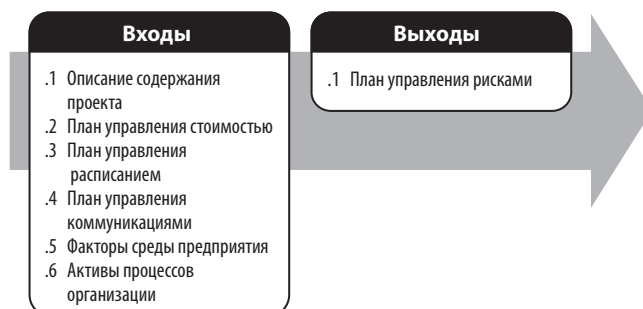 Входы
.1 Описание содержания
проекта
.2 План управления стоимостью
.3 План управления
расписанием
.4 План управления
коммуникациями
.5 Факторы среды предприятия
.6 Активы процессов
организации
Выходы
.1 План управления рисками